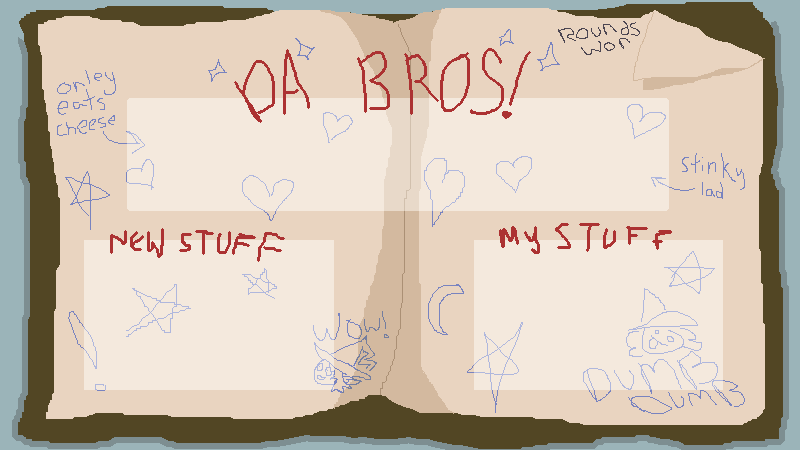 ROUNDS
WON
DA BROS!
onley
eats
cheese
stinky
lad
NEW STUFF
MY STUFF
WOW!
DUMB
DUMB